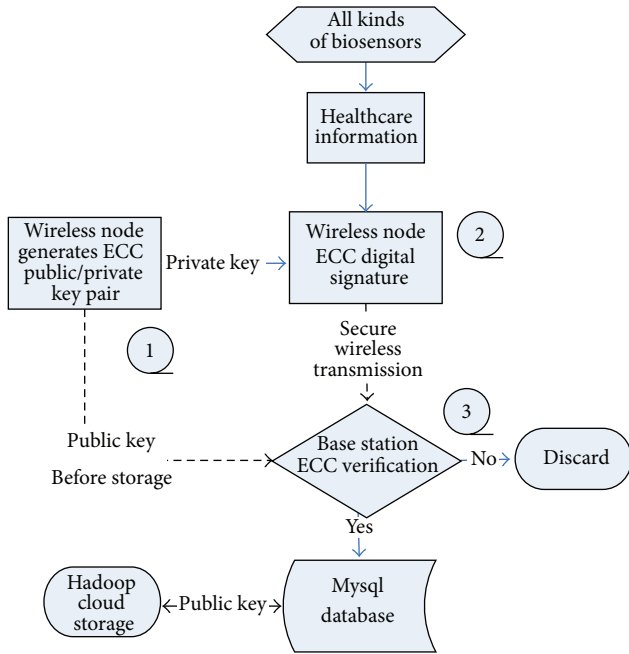 All kinds
of biosensors
Healthcare
information
Wireless node
generates ECC
public/private
key pair
Private key
Wireless node
ECC digital
signature
2
1
Secure
wireless
transmission
3
Public key
Before storage
Base station
ECC verification
No
Discard
Yes
Hadoop
cloud
storage
Public key
Mysql
database